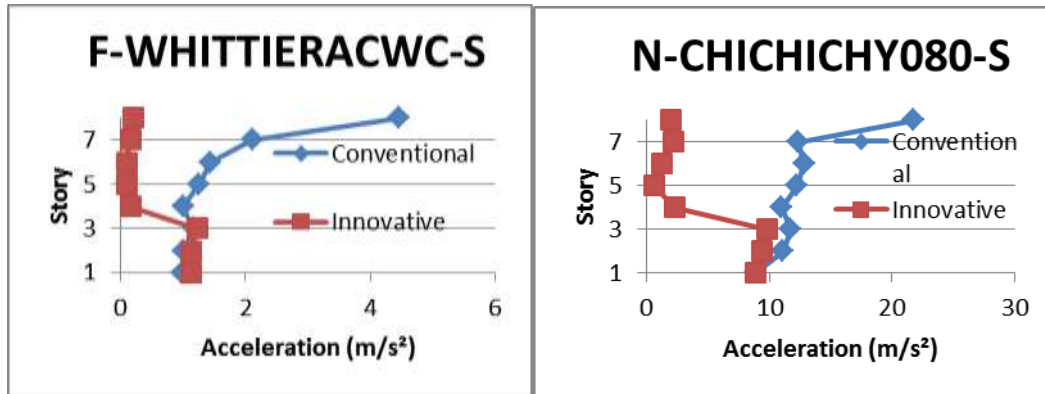 F-WHITTIERACWC-S
7
5
3
1
Story
Conventional
Innovative
0 2 4 6
Acceleration (m/s²)
N-CHICHICHY080-S
7
5
3
1
Story
Convention
al
Innovative
0 10 20 30
Acceleration (m/s²)